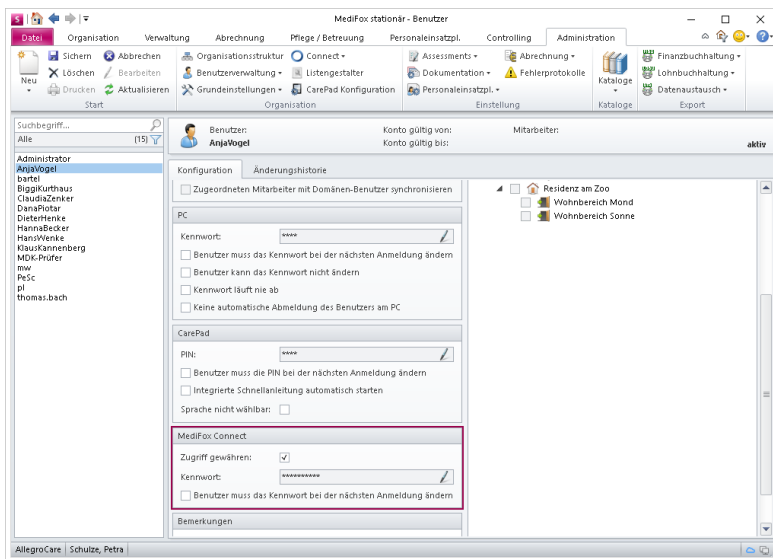 MediFox stationär - Benutzer
Datei Organisation Verwaltung Abrechnung Pflege / Betreuung Personaleinsatzpl. Controlling Administration
Neu
Sichern Abbrechen
Löschen Bearbeiten
Drucken Aktualisieren
Start
Organisationsstruktur Connect
Benutzerverwaltung Listengestalter
Grundeinstellungen CarePad Konfiguration
Organisation
Assessments Abrechnung
Dokumentation Fehlerprotokolle
Personaleinsatzpl.
Einstellung
Kataloge
Kataloge
Finanzbuchhaltung
Lohnbuchhaltung
Datenaustausch
Export
Suchbegriff...
Alle (15)
Administrator
AnjaVogel
bartel
BiggiKurthaus
ClaudiaZenker
DanaPiotar
DieterHenke
HannaBecker
HansWenke
KlausKannenberg
MDK-Prüfer
mw
PeSc
pl
thomas.bach
Benutzer: Konto gültig von: Mitarbeiter:
AnjaVogel Konto gültig bis: aktiv
Konfiguration Änderungshistorie
Zugeordneten Mitarbeiter mit Domänen-Benutzer synchronisieren
PC
Kennwort: ****
Benutzer muss das Kennwort bei der nächsten Anmeldung ändern
Benutzer kann das Kennwort nicht ändern
Kennwort läuft nie ab
Keine automatische Abmeldung des Benutzers am PC
CarePad
PIN: ****
Benutzer muss die PIN bei der nächsten Anmeldung ändern
Integrierte Schnellanleitung automatisch starten
Sprache nicht wählbar:
MediFox Connect
Zugriff gewähren:
Kennwort: **********
Benutzer muss das Kennwort bei der nächsten Anmeldung ändern
Bemerkungen
Residenz am Zoo
Wohnbereich Mond
Wohnbereich Sonne
AllegroCare Schulze, Petra